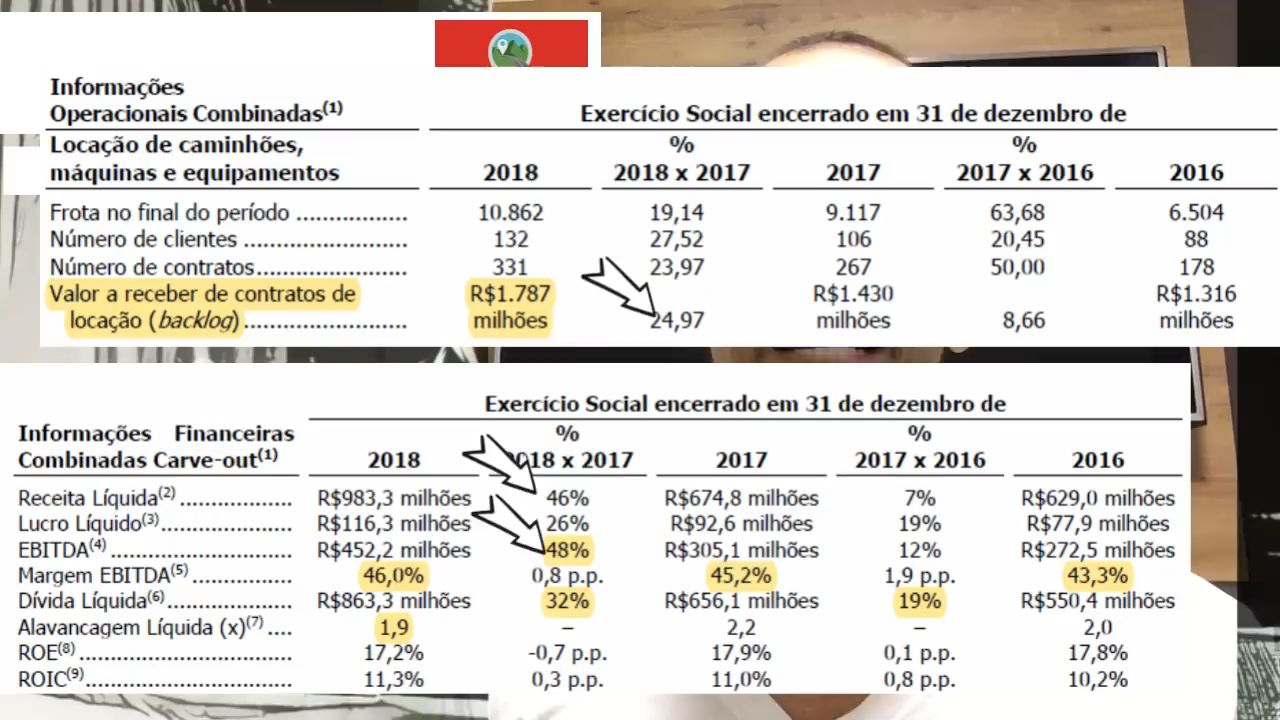 Informações
Operacionais Combinadas(1) Exercício Social encerrado em 31 de dezembro de
Locação de caminhões, % %
máquinas e equipamentos 2018 2018 x 2017 2017 2017 x 2016 2016
Frota no final do período .................. 10.862 19,14 9.117 63,68 6.504
Número de clientes .......................... 132 27,52 106 20,45 88
Número de contratos........................ 331 23,97 267 50,00 178
Valor a receber de contratos de R$1.787 R$1.430 R$1.316
locação (backlog).......................... milhões 24,97 milhões 8,66 milhões
Exercício Social encerrado em 31 de dezembro de
Informações Financeiras % %
Combinadas Carve-out(1) 2018 018 x 2017 2017 2017 x 2016 2016
Receita Líquida(2) .................. R$983,3 milhões 46% R$674,8 milhões 7% R$629,0 milhões
Lucro Líquido(3)..................... R$116,3 milhões 26% R$92,6 milhões 19% R$77,9 milhões
EBITDA(4) ............................. R$452,2 milhões 48% R$305,1 milhões 12% R$272,5 milhões
Margem EBITDA(5) ................ 46,0% 0,8 p.p. 45,2% 1,9 p.p. 43,3%
Dívida Líquida(6).................... R$863,3 milhões 32% R$656,1 milhões 19% R$550,4 milhões
Alavancagem Líquida (x)(7) .... 1,9 – 2,2 – 2,0
ROE(8) .................................. 17,2% -0,7 p.p. 17,9% 0,1 p.p. 17,8%
ROIC(9) ................................. 11,3% 0,3 p.p. 11,0% 0,8 p.p. 10,2%